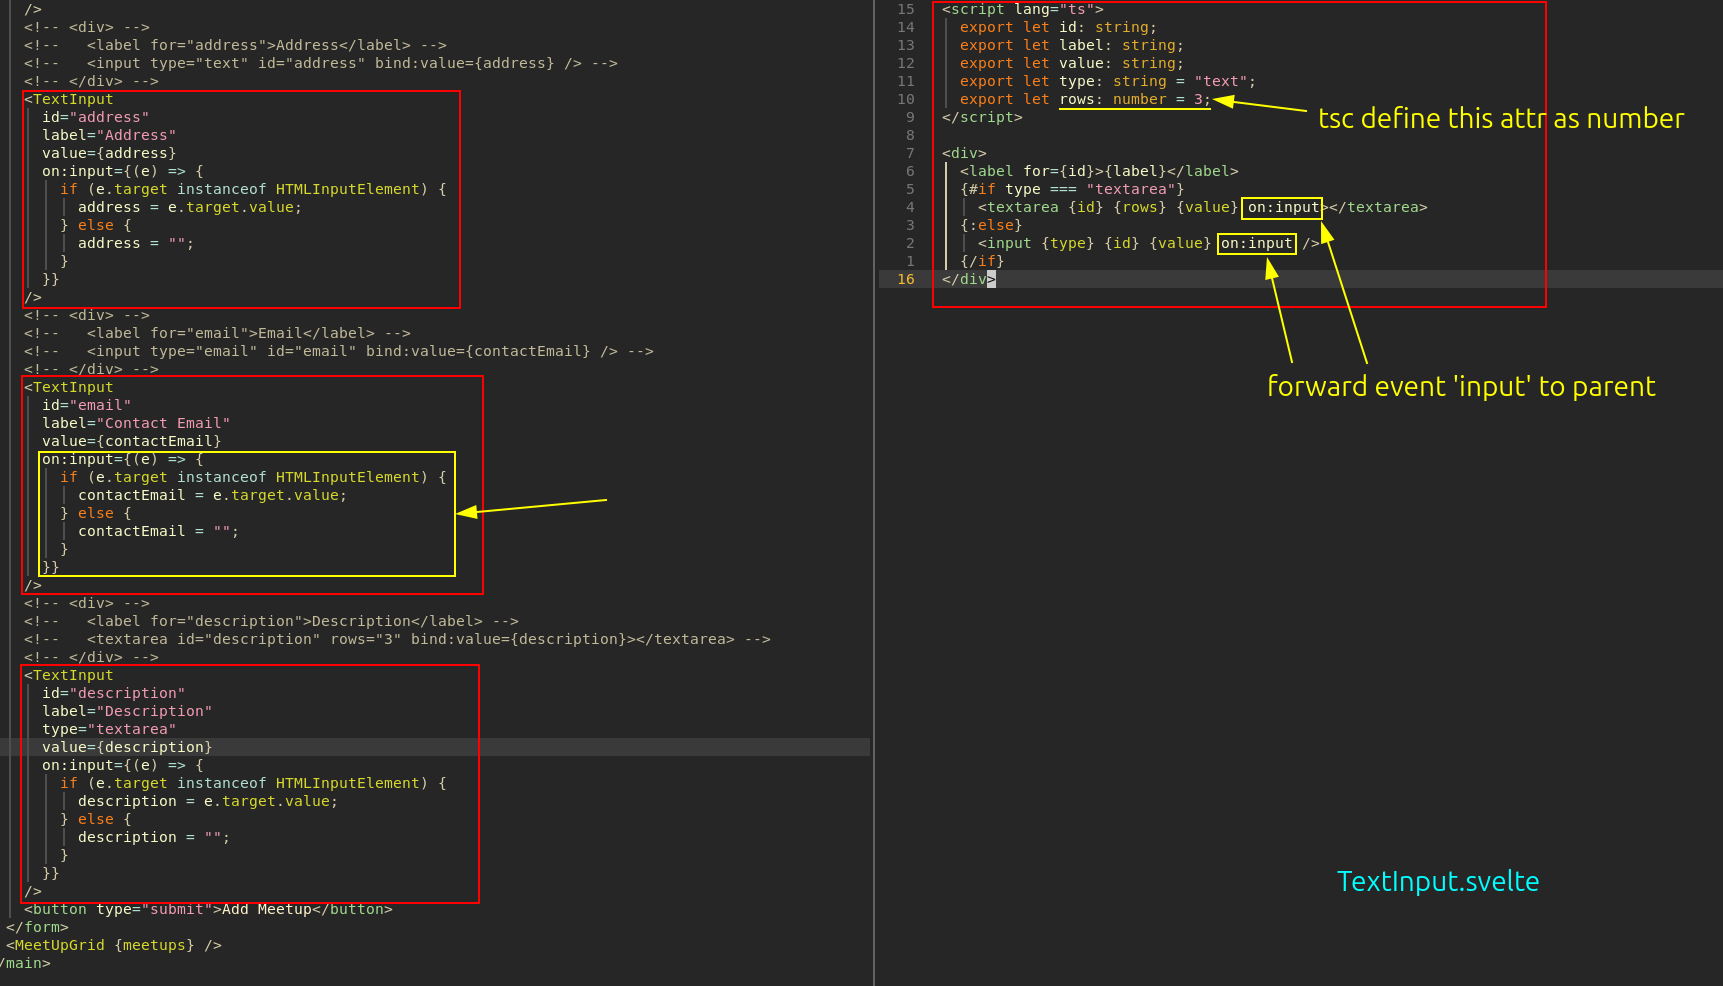 />
<!-- <div> -->
<!--   <label for="address">Address</label> -->
<!--   <input type="text" id="address" bind:value={address} /> -->
<!-- </div> -->
<TextInput
  id="address"
  label="Address"
  value={address}
  on:input={(e) => {
    if (e.target instanceof HTMLInputElement) {
      address = e.target.value;
    } else {
      address = "";
    }
  }}
/>
<!-- <div> -->
<!--   <label for="email">Email</label> -->
<!--   <input type="email" id="email" bind:value={contactEmail} /> -->
<!-- </div> -->
<TextInput
  id="email"
  label="Contact Email"
  value={contactEmail}
  on:input={(e) => {
    if (e.target instanceof HTMLInputElement) {
      contactEmail = e.target.value;
    } else {
      contactEmail = "";
    }
  }}
/>
<!-- <div> -->
<!--   <label for="description">Description</label> -->
<!--   <textarea id="description" rows="3" bind:value={description}></textarea> -->
<!-- </div> -->
<TextInput
  id="description"
  label="Description"
  type="textarea"
  value={description}
  on:input={(e) => {
    if (e.target instanceof HTMLInputElement) {
      description = e.target.value;
    } else {
      description = "";
    }
  }}
/>
<button type="submit">Add Meetup</button>
</form>
<MeetUpGrid {meetups} />
/main>
15 <script lang="ts">
14   export let id: string;
13   export let label: string;
12   export let value: string;
11   export let type: string = "text";
10   export let rows: number = 3;
9 </script>
8
7 <div>
6   <label for={id}>{label}</label>
5   {#if type === "textarea"}
4     <textarea {id} {rows} {value} on:input></textarea>
3   {:else}
2     <input {type} {id} {value} on:input />
1   {/if}
16 </div>
tsc define this attr as number
forward event 'input' to parent
TextInput.svelte